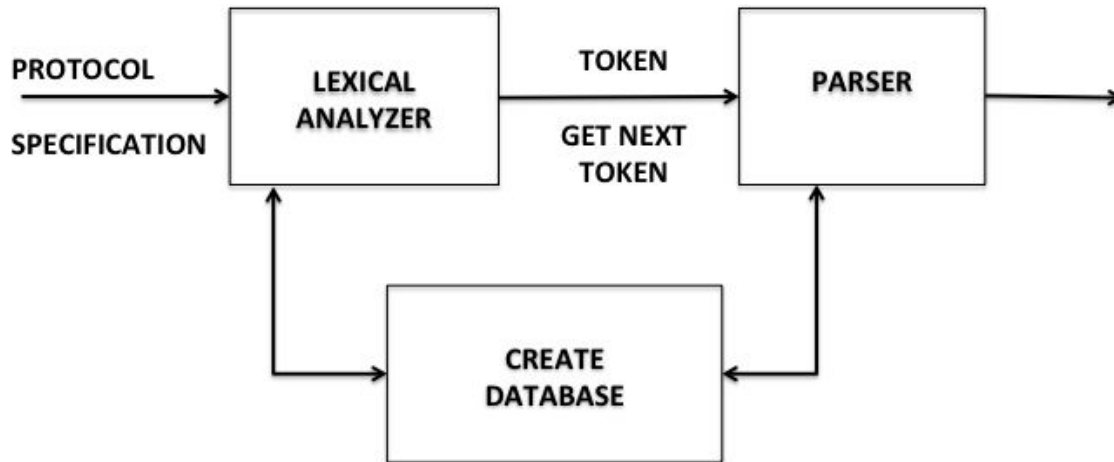 PROTOCOL
SPECIFICATION
LEXICAL
ANALYZER
TOKEN
GET NEXT
TOKEN
PARSER
CREATE
DATABASE